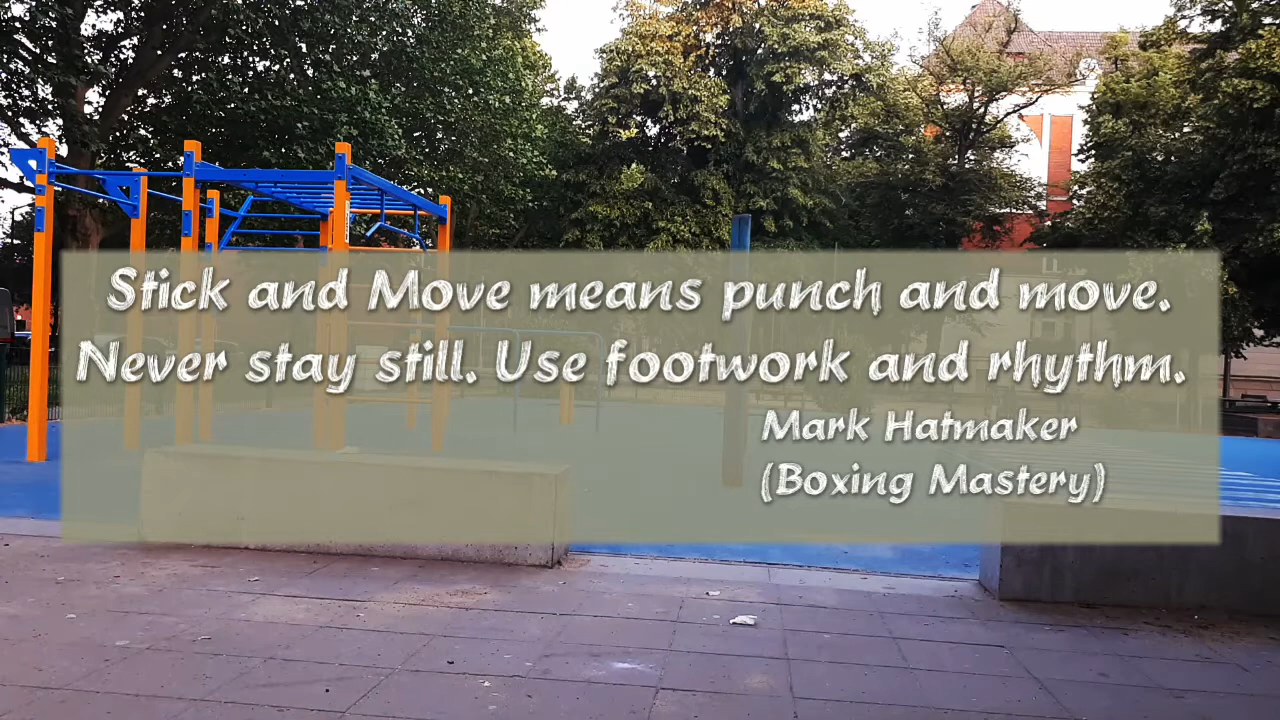 Stick and Move means punch and move.
Never stay still. Use footwork and rhythm.
Mark Hatmaker
(Boxing Mastery)